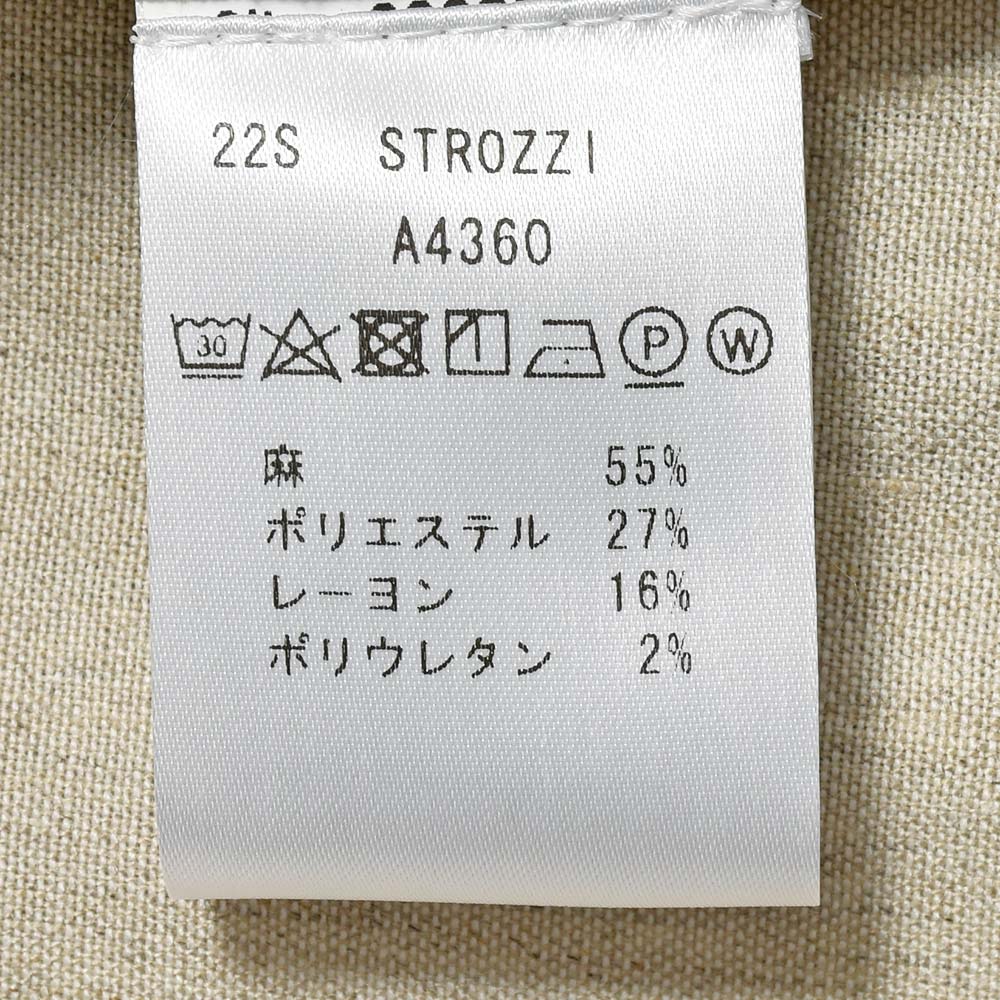 22S STROZZI
A4360
30 P W
麻 55%
ポリエステル 27%
レーヨン 16%
ポリウレタン 2%